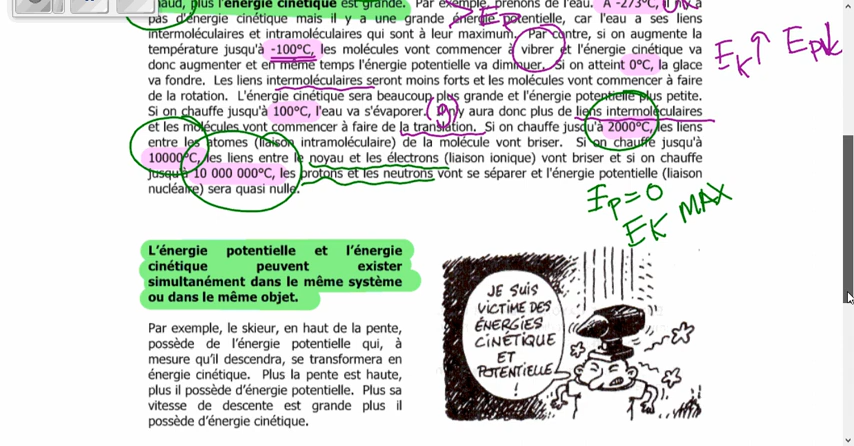 haud, plus l'énergie cinétique est grande. Par exemple, prenons de l'eau. À -273°C, il n'y a
pas d'énergie cinétique mais il y a une grande énergie potentielle, car l'eau a ses liens
intermoléculaires et intramoléculaires qui sont à leur maximum. Par contre, si on augmente la
température jusqu'à -100°C, les molécules vont commencer à vibrer et l'énergie cinétique va
donc augmenter et en même temps l'énergie potentielle va diminuer. Si on atteint 0°C, la glace
va fondre. Les liens intermoléculaires seront moins forts et les molécules vont commencer à faire
de la rotation. L'énergie cinétique sera beaucoup plus grande et l'énergie potentielle plus petite.
Si on chauffe jusqu'à 100°C, l'eau va s'évaporer. Il n'y aura donc plus de liens intermoléculaires
et les molécules vont commencer à faire de la translation. Si on chauffe jusqu'à 2000°C, les liens
entre les atomes (liaison intramoléculaire) de la molécule vont briser. Si on chauffe jusqu'à
10000°C, les liens entre le noyau et les électrons (liaison ionique) vont briser et si on chauffe
jusqu'à 10 000 000°C, les protons et les neutrons vont se séparer et l'énergie potentielle (liaison
nucléaire) sera quasi nulle.
Ep
EK↑ Ep↓
(g)
Ep=0
EK MAX
L'énergie potentielle et l'énergie
cinétique peuvent exister
simultanément dans le même système
ou dans le même objet.
Par exemple, le skieur, en haut de la pente,
possède de l'énergie potentielle qui, à
mesure qu'il descendra, se transformera en
énergie cinétique. Plus la pente est haute,
plus il possède d'énergie potentielle. Plus sa
vitesse de descente est grande plus il
possède d'énergie cinétique.
JE SUIS
VICTIME DES
ÉNERGIES
CINÉTIQUE
ET
POTENTIELLE
!